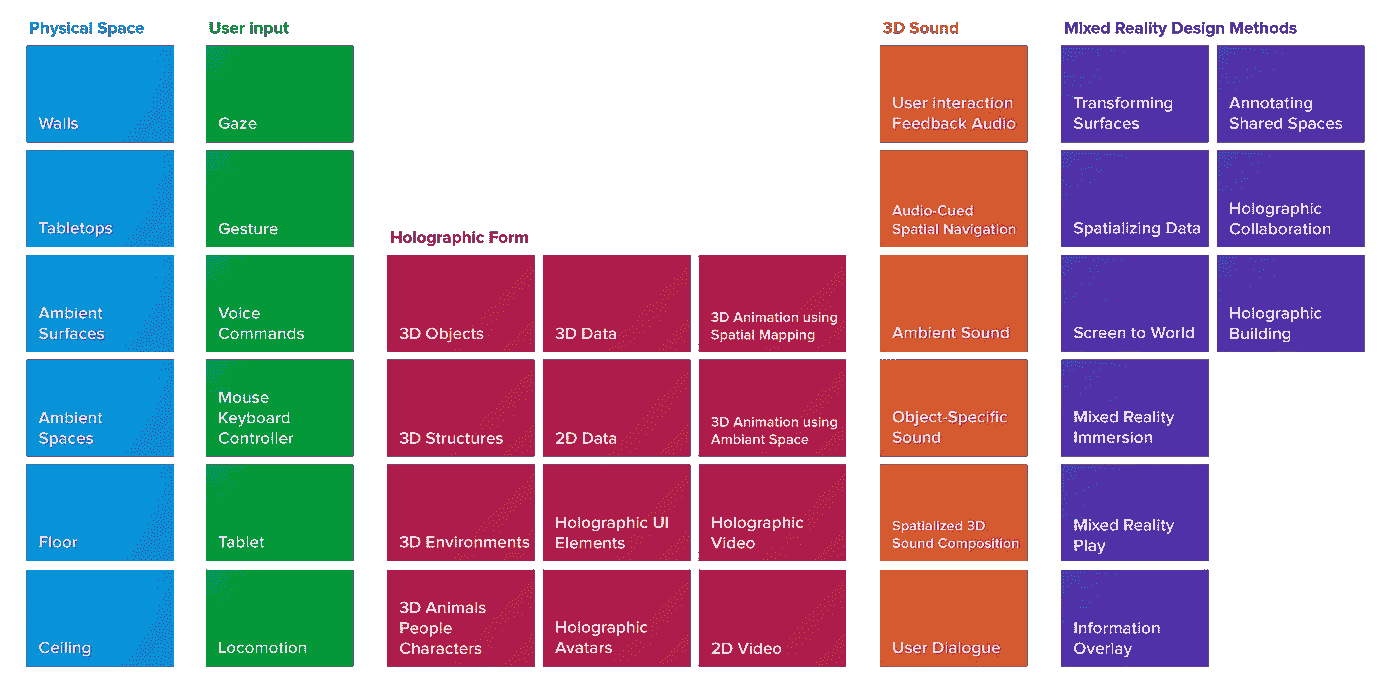 Physical Space
Walls
Tabletops
Ambient
Surfaces
Ambient
Spaces
Floor
Ceiling
User input
Gaze
Gesture
Voice
Commands
Mouse
Keyboard
Controller
Tablet
Locomotion
Holographic Form
3D Objects
3D Structures
3D Environments
3D Animals
People
Characters
3D Data
2D Data
Holographic UI
Elements
Holographic
Avatars
3D Animation using
Spatial Mapping
3D Animation using
Ambiant Space
Holographic
Video
2D Video
3D Sound
User interaction
Feedback Audio
Audio-Cued
Spatial Navigation
Ambient Sound
Object-Specific
Sound
Spatialized 3D
Sound Composition
User Dialogue
Mixed Reality Design Methods
Transforming
Surfaces
Spatializing Data
Screen to World
Mixed Reality
Immersion
Mixed Reality
Play
Information
Overlay
Annotating
Shared Spaces
Holographic
Collaboration
Holographic
Building